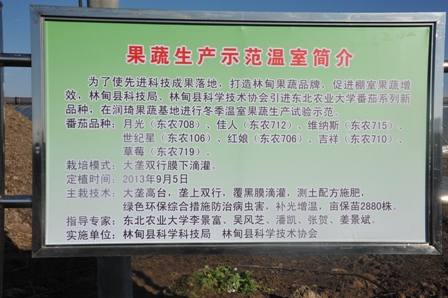 果蔬生产示范温室简介
为了使先进科技成果落地，打造林甸果蔬品牌，促进棚室果蔬增
效，林甸县科技局、林甸县科学技术协会引进东北农业大学番茄系列新
品种，在润琦果蔬基地进行冬季温室果蔬生产试验示范。
番茄品种：月光（东农708）、佳人（东农712）、维纳斯（东农715）、
世纪星（东农106）、红娘（东农706）、吉祥（东农710）、
草莓（东农719）。
栽培模式：大垄双行膜下滴灌。
定植时间：2013年9月5日
主栽技术：大垄高台，垄上双行，覆黑膜滴灌，测土配方施肥，
绿色环保综合措施防治病虫害，补光增温，亩保苗2880株。
指导专家：东北农业大学李景富、吴风芝、潘凯、张贺、姜景斌。
实施单位：林甸县科学科技局 林甸县科学技术协会